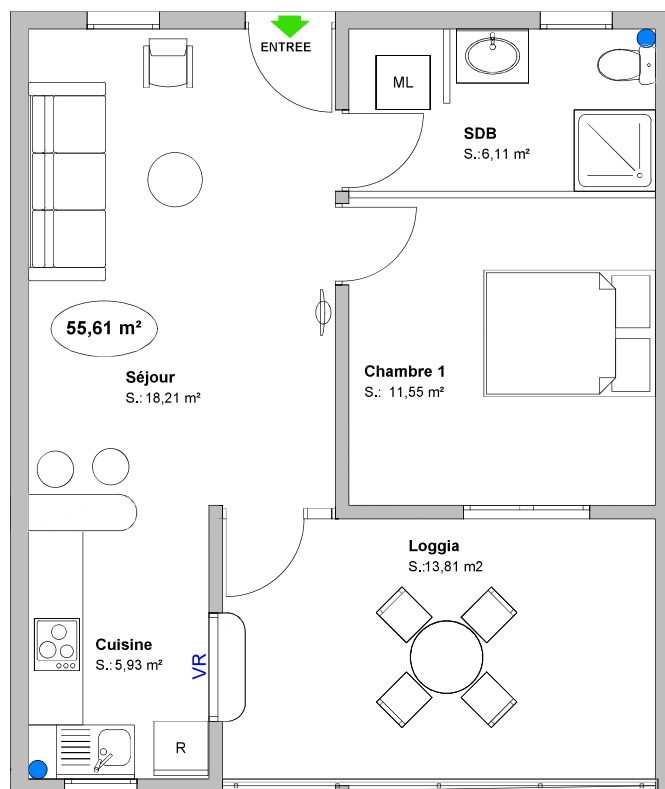 ENTREE
ML
SDB
S.:6,11 m²
55,61 m²
Séjour
S.: 18,21 m²
Chambre 1
S.: 11,55 m²
Loggia
S.:13,81 m2
Cuisine
S.: 5,93 m²
VR
R